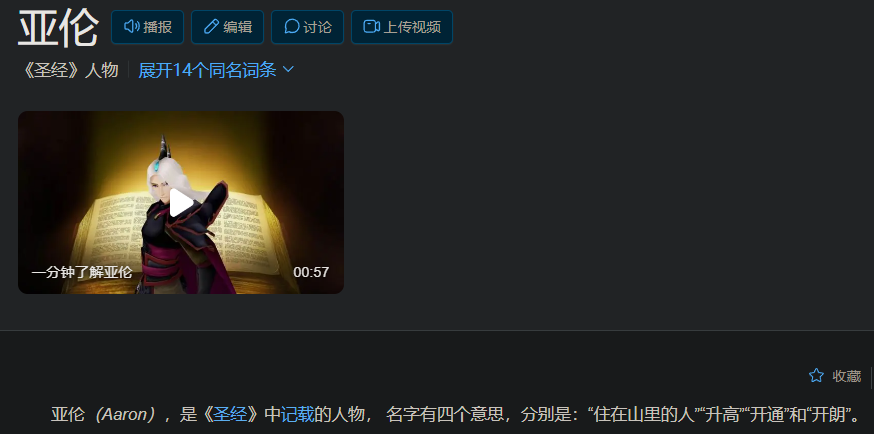 亚伦 播报 编辑 讨论 上传视频
《圣经》人物 展开14个同名词条
一分钟了解亚伦 00:57
收藏
亚伦（Aaron），是《圣经》中记载的人物， 名字有四个意思，分别是：“住在山里的人”“升高”“开通”和“开朗”。